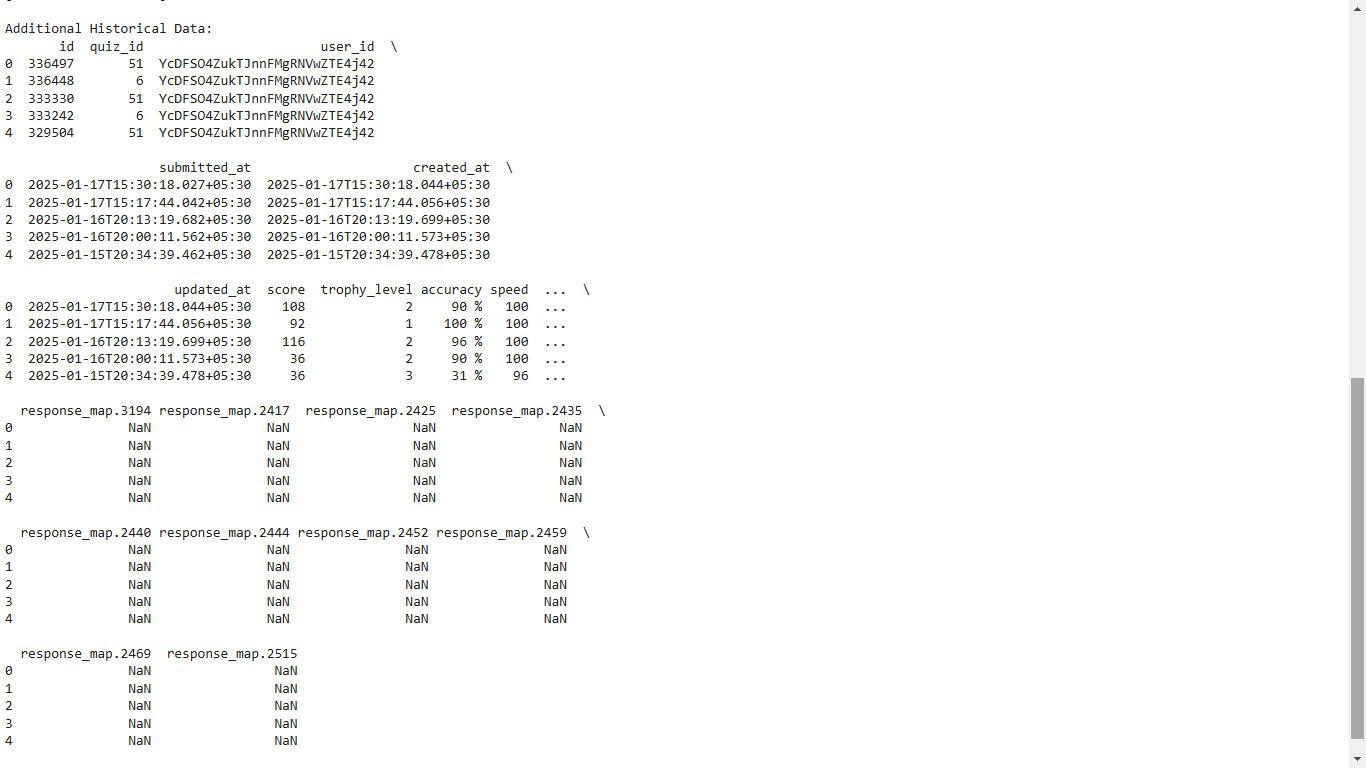 Additional Historical Data:
id quiz_id user_id \
0 336497 51 YcDFSO4ZukTJnnFMgRNVwZTE4j42
1 336448 6 YcDFSO4ZukTJnnFMgRNVwZTE4j42
2 333330 51 YcDFSO4ZukTJnnFMgRNVwZTE4j42
3 333242 6 YcDFSO4ZukTJnnFMgRNVwZTE4j42
4 329504 51 YcDFSO4ZukTJnnFMgRNVwZTE4j42
submitted_at created_at \
0 2025-01-17T15:30:18.027+05:30 2025-01-17T15:30:18.044+05:30
1 2025-01-17T15:17:44.042+05:30 2025-01-17T15:17:44.056+05:30
2 2025-01-16T20:13:19.682+05:30 2025-01-16T20:13:19.699+05:30
3 2025-01-16T20:00:11.562+05:30 2025-01-16T20:00:11.573+05:30
4 2025-01-15T20:34:39.462+05:30 2025-01-15T20:34:39.478+05:30
updated_at score trophy_level accuracy speed ... \
0 2025-01-17T15:30:18.044+05:30 108 2 90 % 100 ...
1 2025-01-17T15:17:44.056+05:30 92 1 100 % 100 ...
2 2025-01-16T20:13:19.699+05:30 116 2 96 % 100 ...
3 2025-01-16T20:00:11.573+05:30 36 2 90 % 100 ...
4 2025-01-15T20:34:39.478+05:30 36 3 31 % 96 ...
response_map.3194 response_map.2417 response_map.2425 response_map.2435 \
0 NaN NaN NaN NaN
1 NaN NaN NaN NaN
2 NaN NaN NaN NaN
3 NaN NaN NaN NaN
4 NaN NaN NaN NaN
response_map.2440 response_map.2444 response_map.2452 response_map.2459 \
0 NaN NaN NaN NaN
1 NaN NaN NaN NaN
2 NaN NaN NaN NaN
3 NaN NaN NaN NaN
4 NaN NaN NaN NaN
response_map.2469 response_map.2515
0 NaN NaN
1 NaN NaN
2 NaN NaN
3 NaN NaN
4 NaN NaN